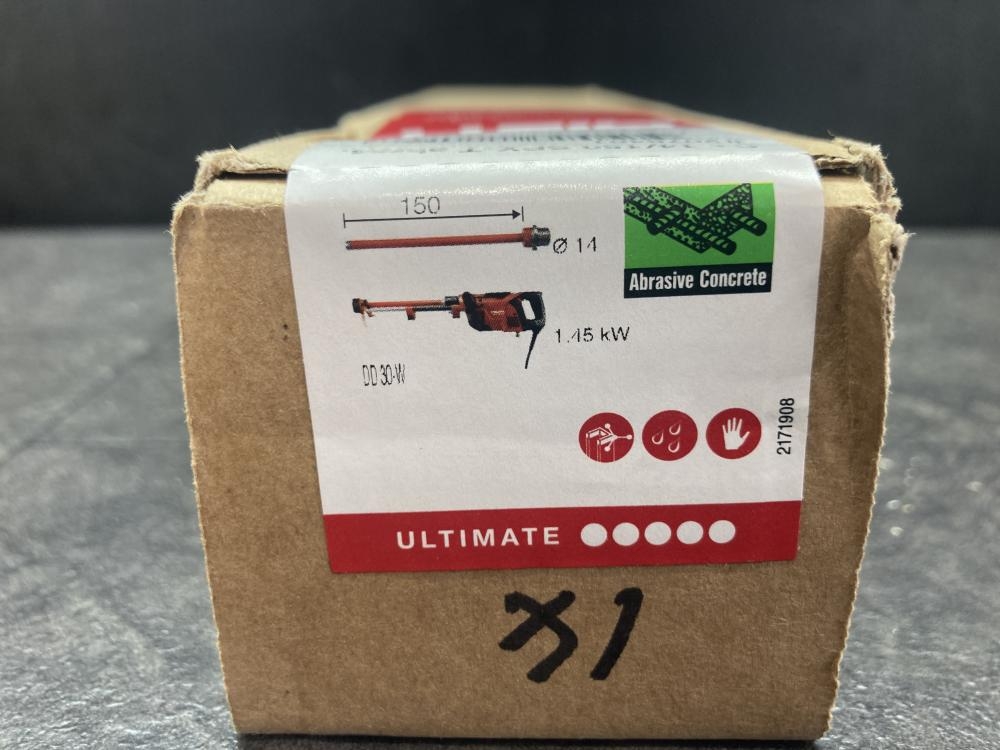 150
Ø 14
Abrasive Concrete
1.45 kW
DD 30-W
2171908
ULTIMATE